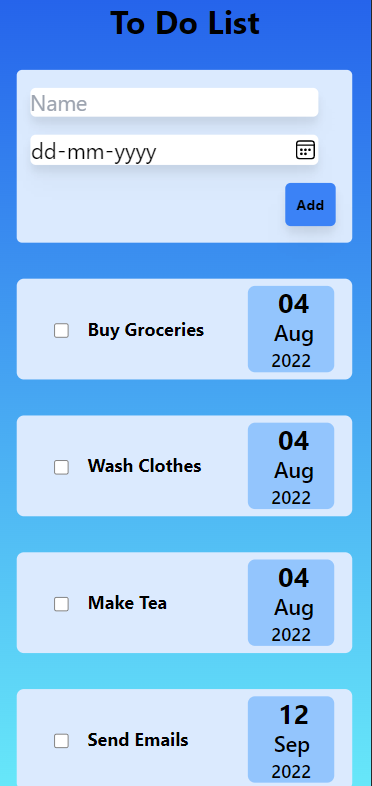 To Do List
Name
dd-mm-yyyy
Add
04
Buy Groceries
Aug
2022
04
Wash Clothes
Aug
2022
04
Make Tea
Aug
2022
12
Send Emails
Sep
2022